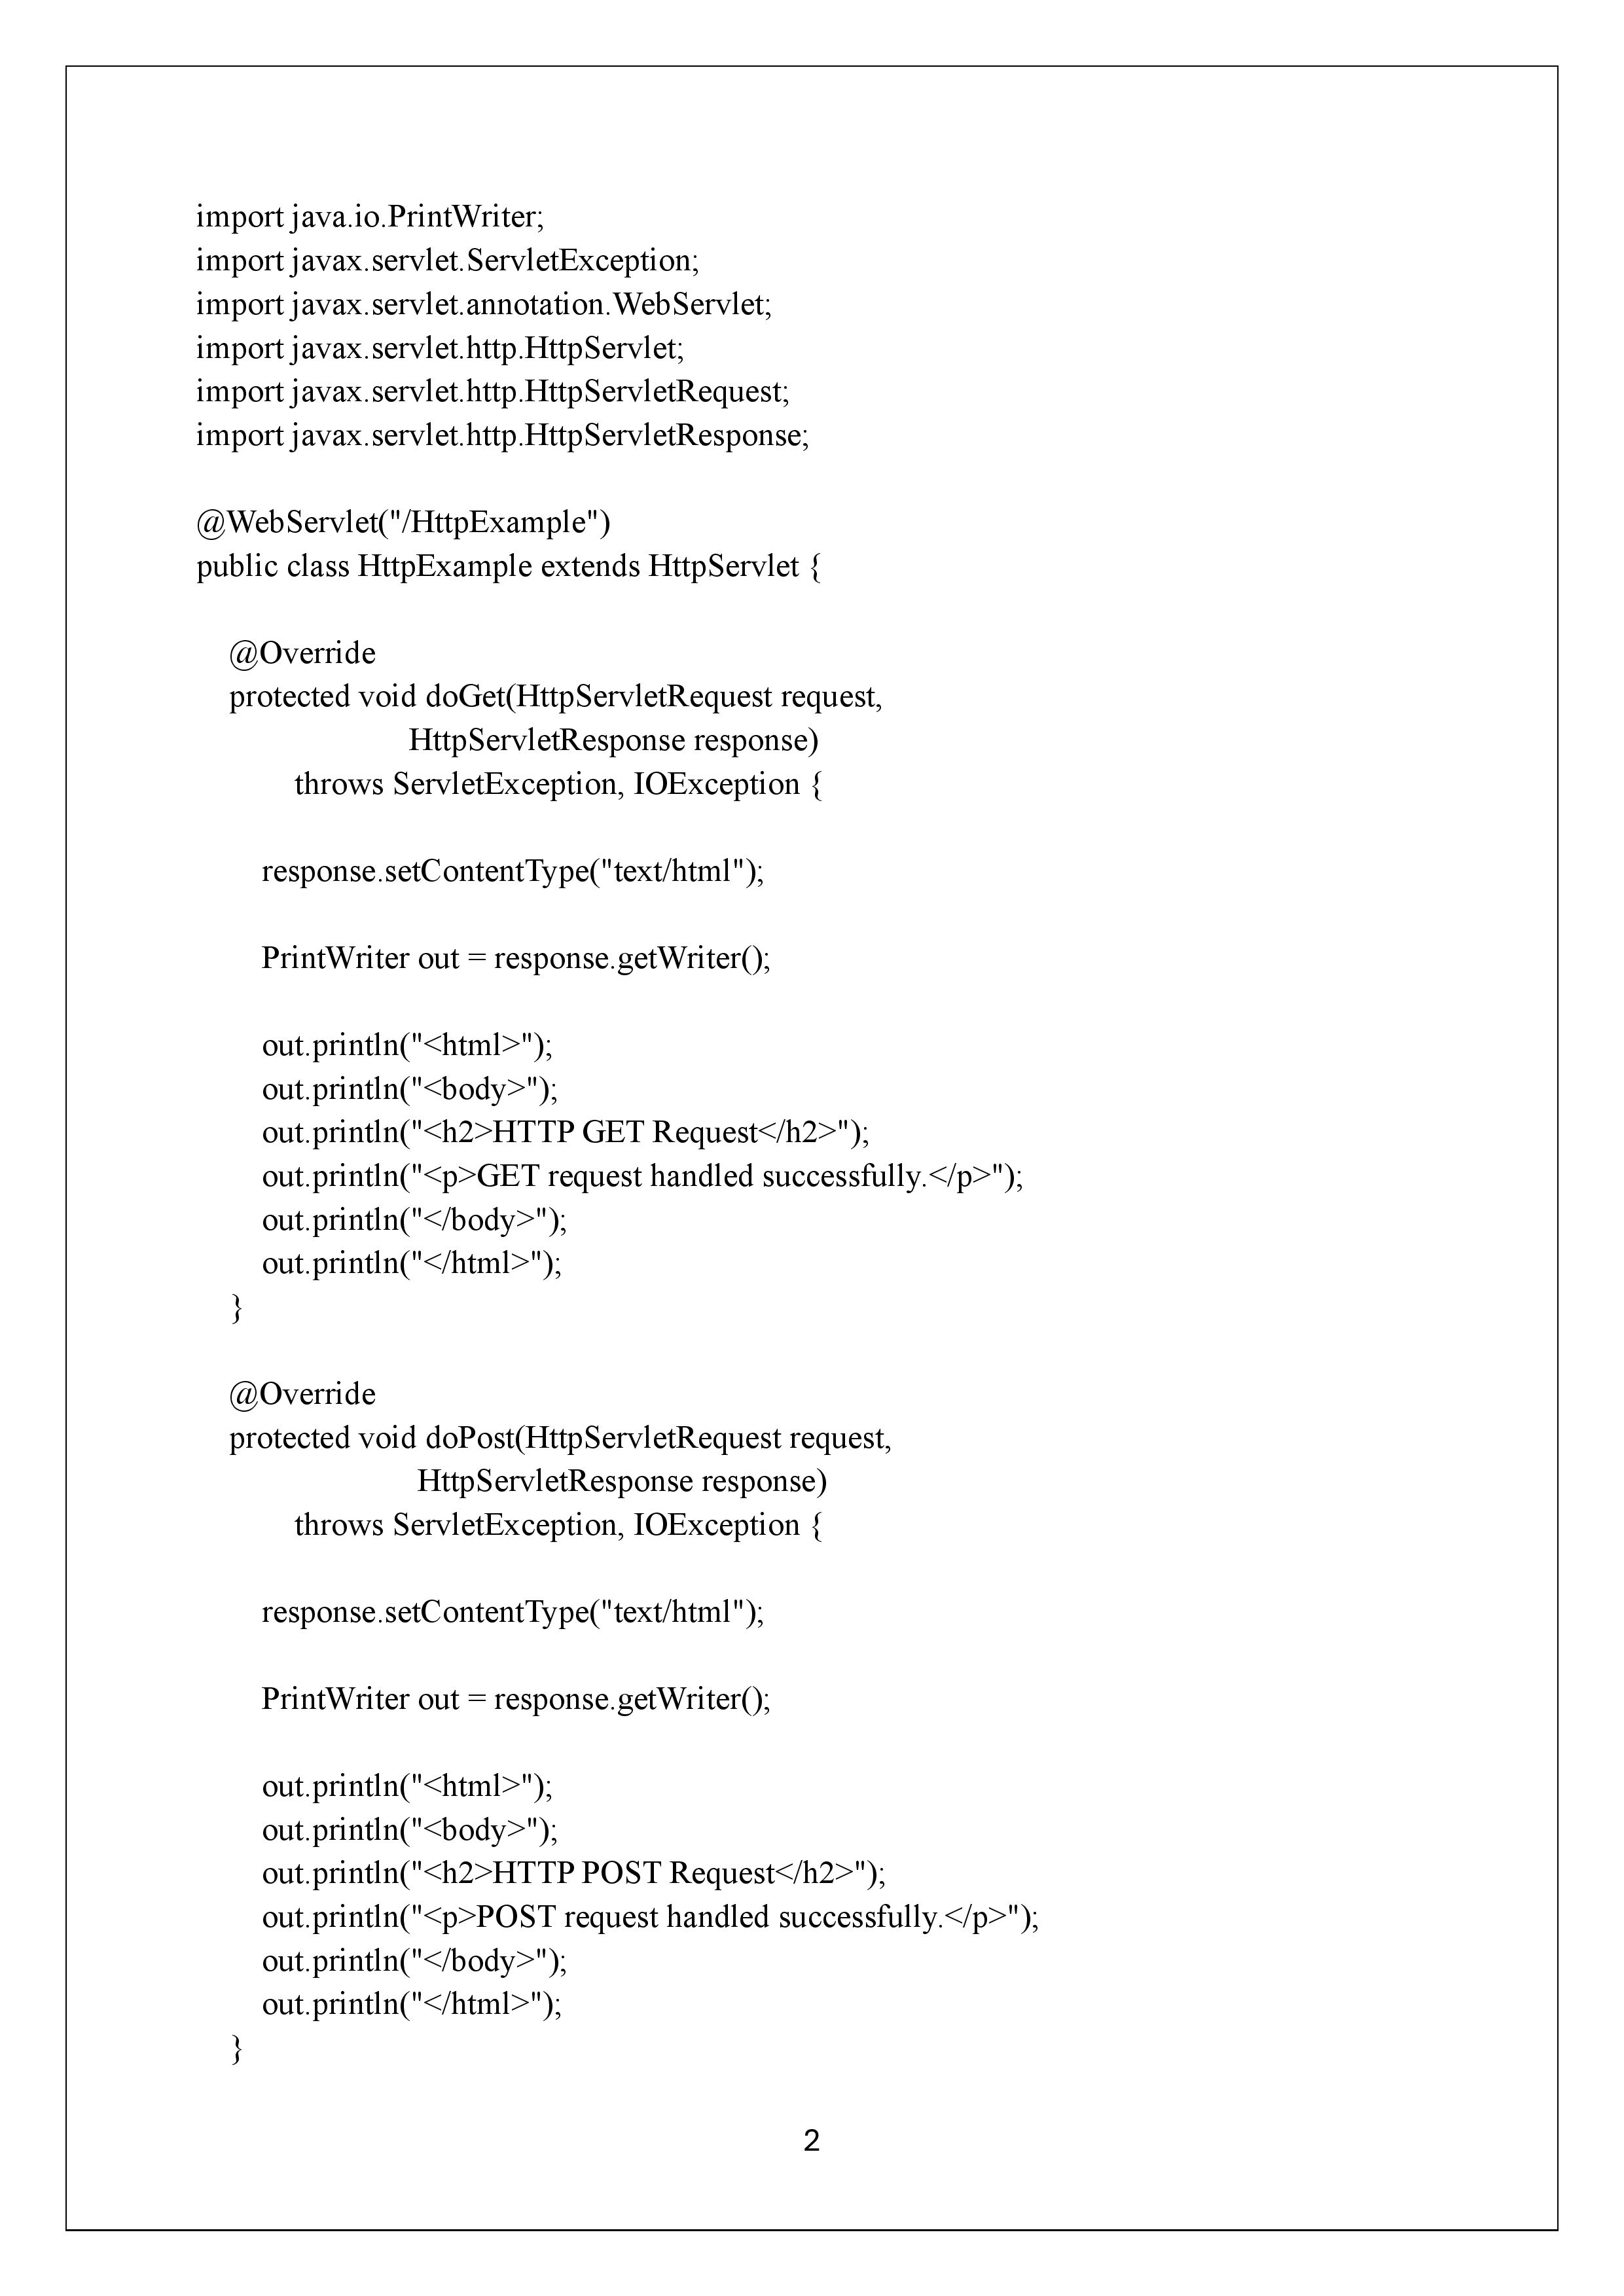 import java.io.PrintWriter;
import javax.servlet.ServletException;
import javax.servlet.annotation.WebServlet;
import javax.servlet.http.HttpServlet;
import javax.servlet.http.HttpServletRequest;
import javax.servlet.http.HttpServletResponse;

@WebServlet("/HttpExample")
public class HttpExample extends HttpServlet {

    @Override
    protected void doGet(HttpServletRequest request,
                         HttpServletResponse response)
            throws ServletException, IOException {

        response.setContentType("text/html");

        PrintWriter out = response.getWriter();

        out.println("<html>");
        out.println("<body>");
        out.println("<h2>HTTP GET Request</h2>");
        out.println("<p>GET request handled successfully.</p>");
        out.println("</body>");
        out.println("</html>");
    }

    @Override
    protected void doPost(HttpServletRequest request,
                          HttpServletResponse response)
            throws ServletException, IOException {

        response.setContentType("text/html");

        PrintWriter out = response.getWriter();

        out.println("<html>");
        out.println("<body>");
        out.println("<h2>HTTP POST Request</h2>");
        out.println("<p>POST request handled successfully.</p>");
        out.println("</body>");
        out.println("</html>");
    }

2